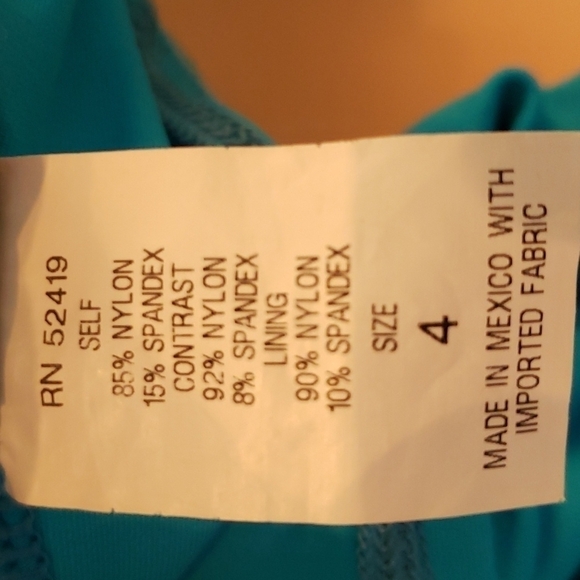 RN 52419
SELF
85% NYLON
15% SPANDEX
CONTRAST
92% NYLON
8% SPANDEX
LINING
90% NYLON
10% SPANDEX
SIZE
4
MADE IN MEXICO WITH
IMPORTED FABRIC